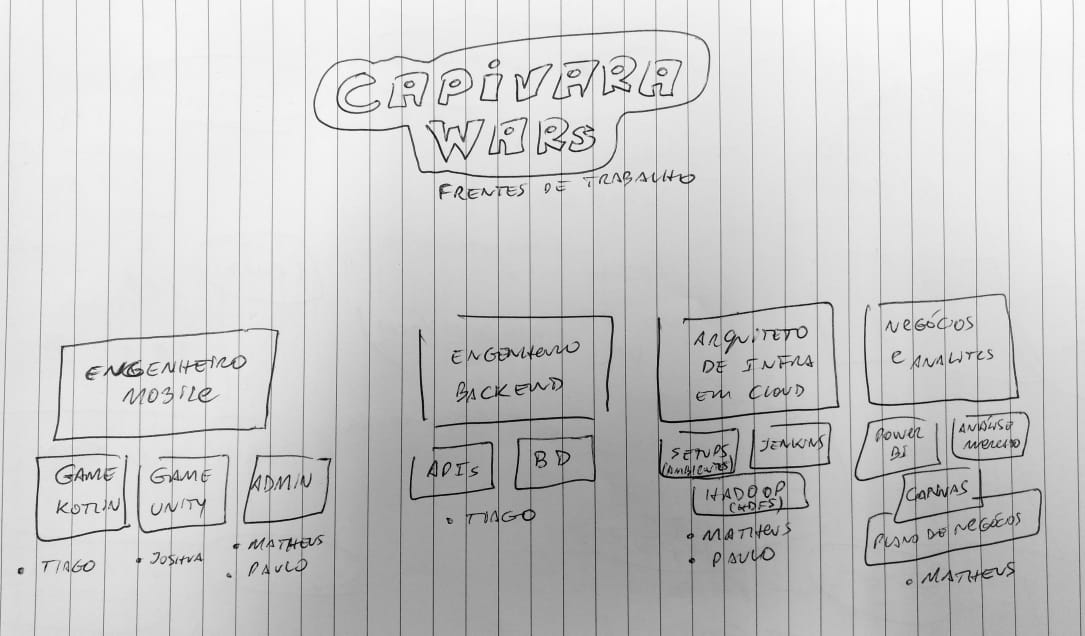 CAPIVARA
WARS
FRENTES DE TRABALHO
ENGENHEIRO
MOBILE
GAME
KOTLIN
GAME
UNITY
ADMIN
• TIAGO
• JOSHUA
• MATHEUS
• PAULO
ENGENHEIRO
BACKEND
APIs
BD
• TIAGO
ARQUITETO
DE INFRA
EM CLOUD
SETUPS
(AMBIENTES)
JENKINS
HADOOP
(HDFS)
• MATHEUS
• PAULO
NEGÓCIOS
e ANALITCS
POWER
BI
ANÁLISE
MERCADO
CANVAS
PLANO DE NEGÓCIOS
• MATHEUS